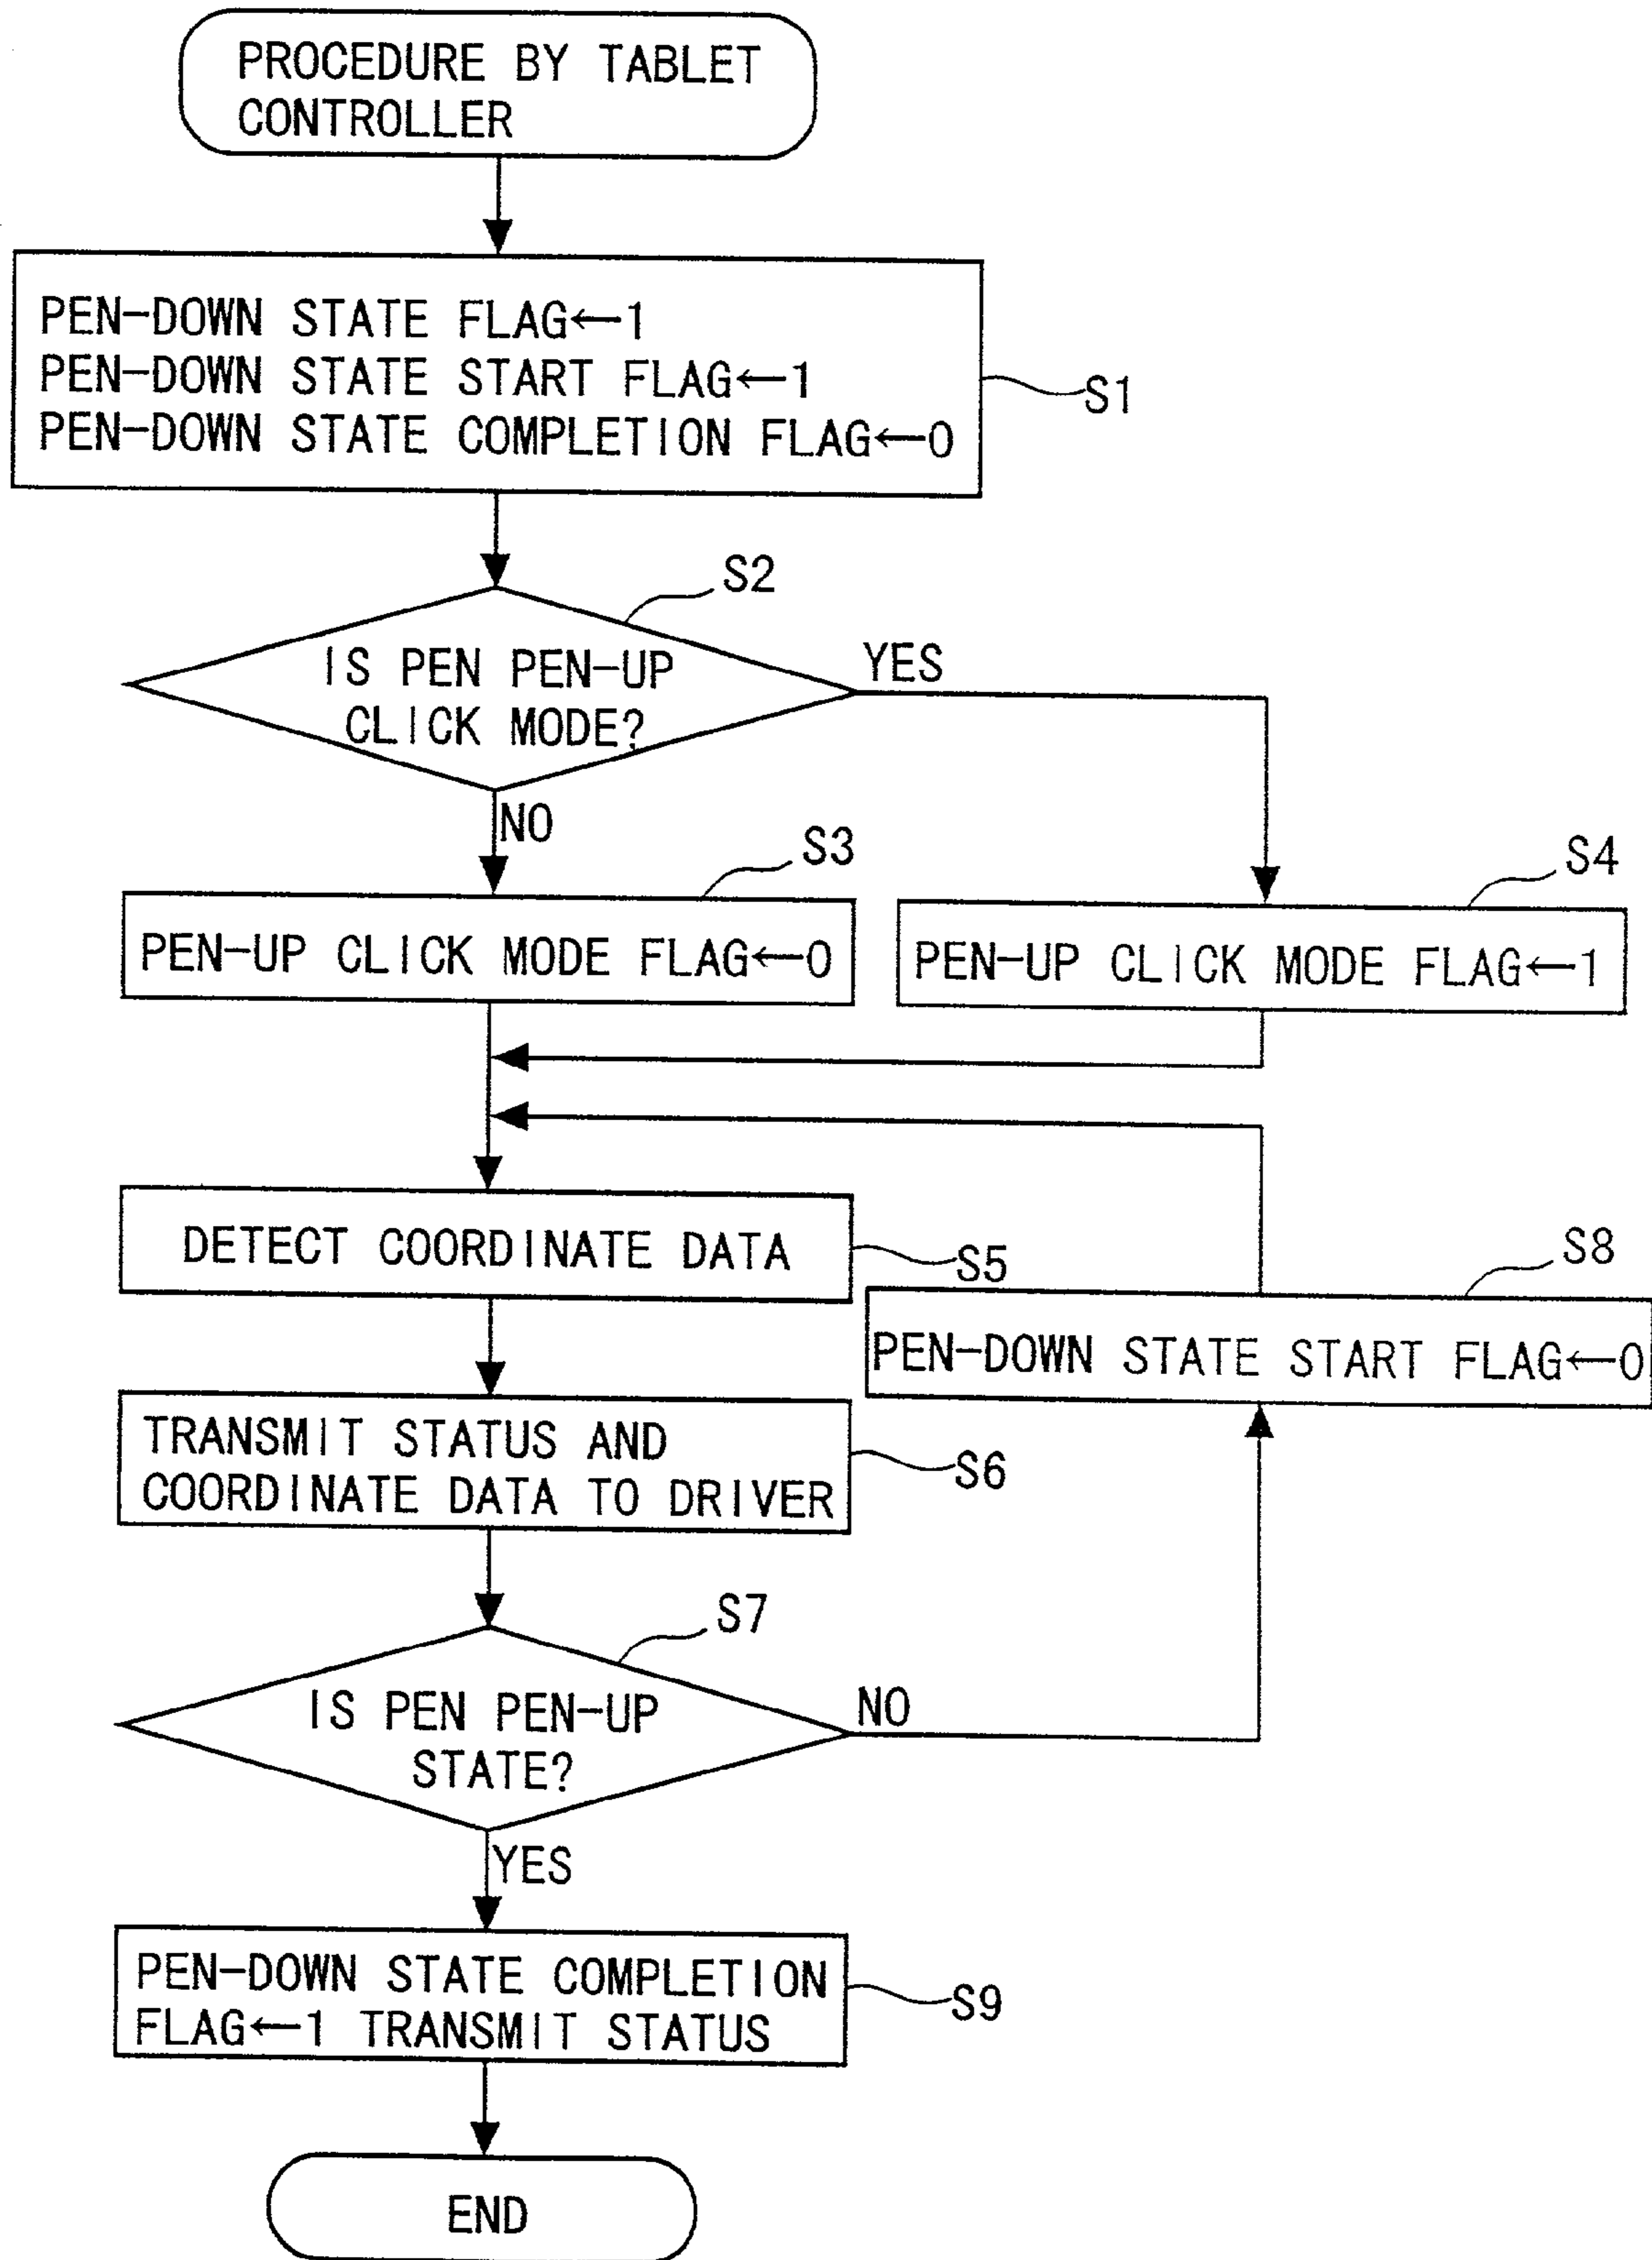 PROCEDURE BY TABLET
CONTROLLER
PEN-DOWN STATE FLAG←1
PEN-DOWN STATE START FLAG←1
PEN-DOWN STATE COMPLETION FLAG←0
S1
S2
IS PEN PEN-UP
CLICK MODE?
YES
NO
S3
S4
PEN-UP CLICK MODE FLAG←0
PEN-UP CLICK MODE FLAG←1
DETECT COORDINATE DATA
S5
S8
PEN-DOWN STATE START FLAG←0
TRANSMIT STATUS AND
COORDINATE DATA TO DRIVER
S6
S7
IS PEN PEN-UP
STATE?
NO
YES
PEN-DOWN STATE COMPLETION
FLAG←1 TRANSMIT STATUS
S9
END